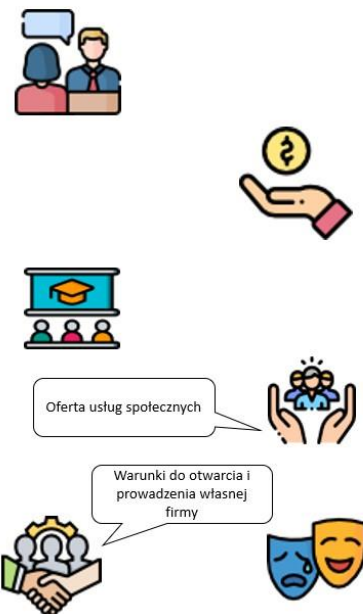 Oferta usług społecznych
Warunki do otwarcia i
prowadzenia własnej
firmy